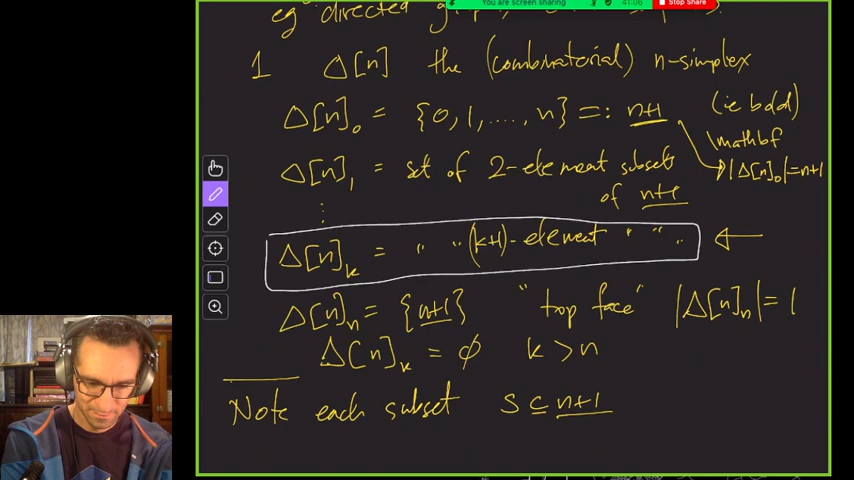 You are screen sharing 41:06 Stop Share
eg directed
1 Δ[n] the (combinatorial) n-simplex
Δ[n]₀ = {0,1,....,n} =: n+1 (ie bdd)
\mathbf
Δ[n]₁ = set of 2-element subsets |Δ[n]₀|=n+1
of n+1
⋮
Δ[n]ₖ = " " (k+1)-element " " "
Δ[n]ₙ = {n+1} "top face" |Δ[n]ₙ| = 1
Δ[n]ₖ = ∅ k > n
Note each subset S ⊆ n+1